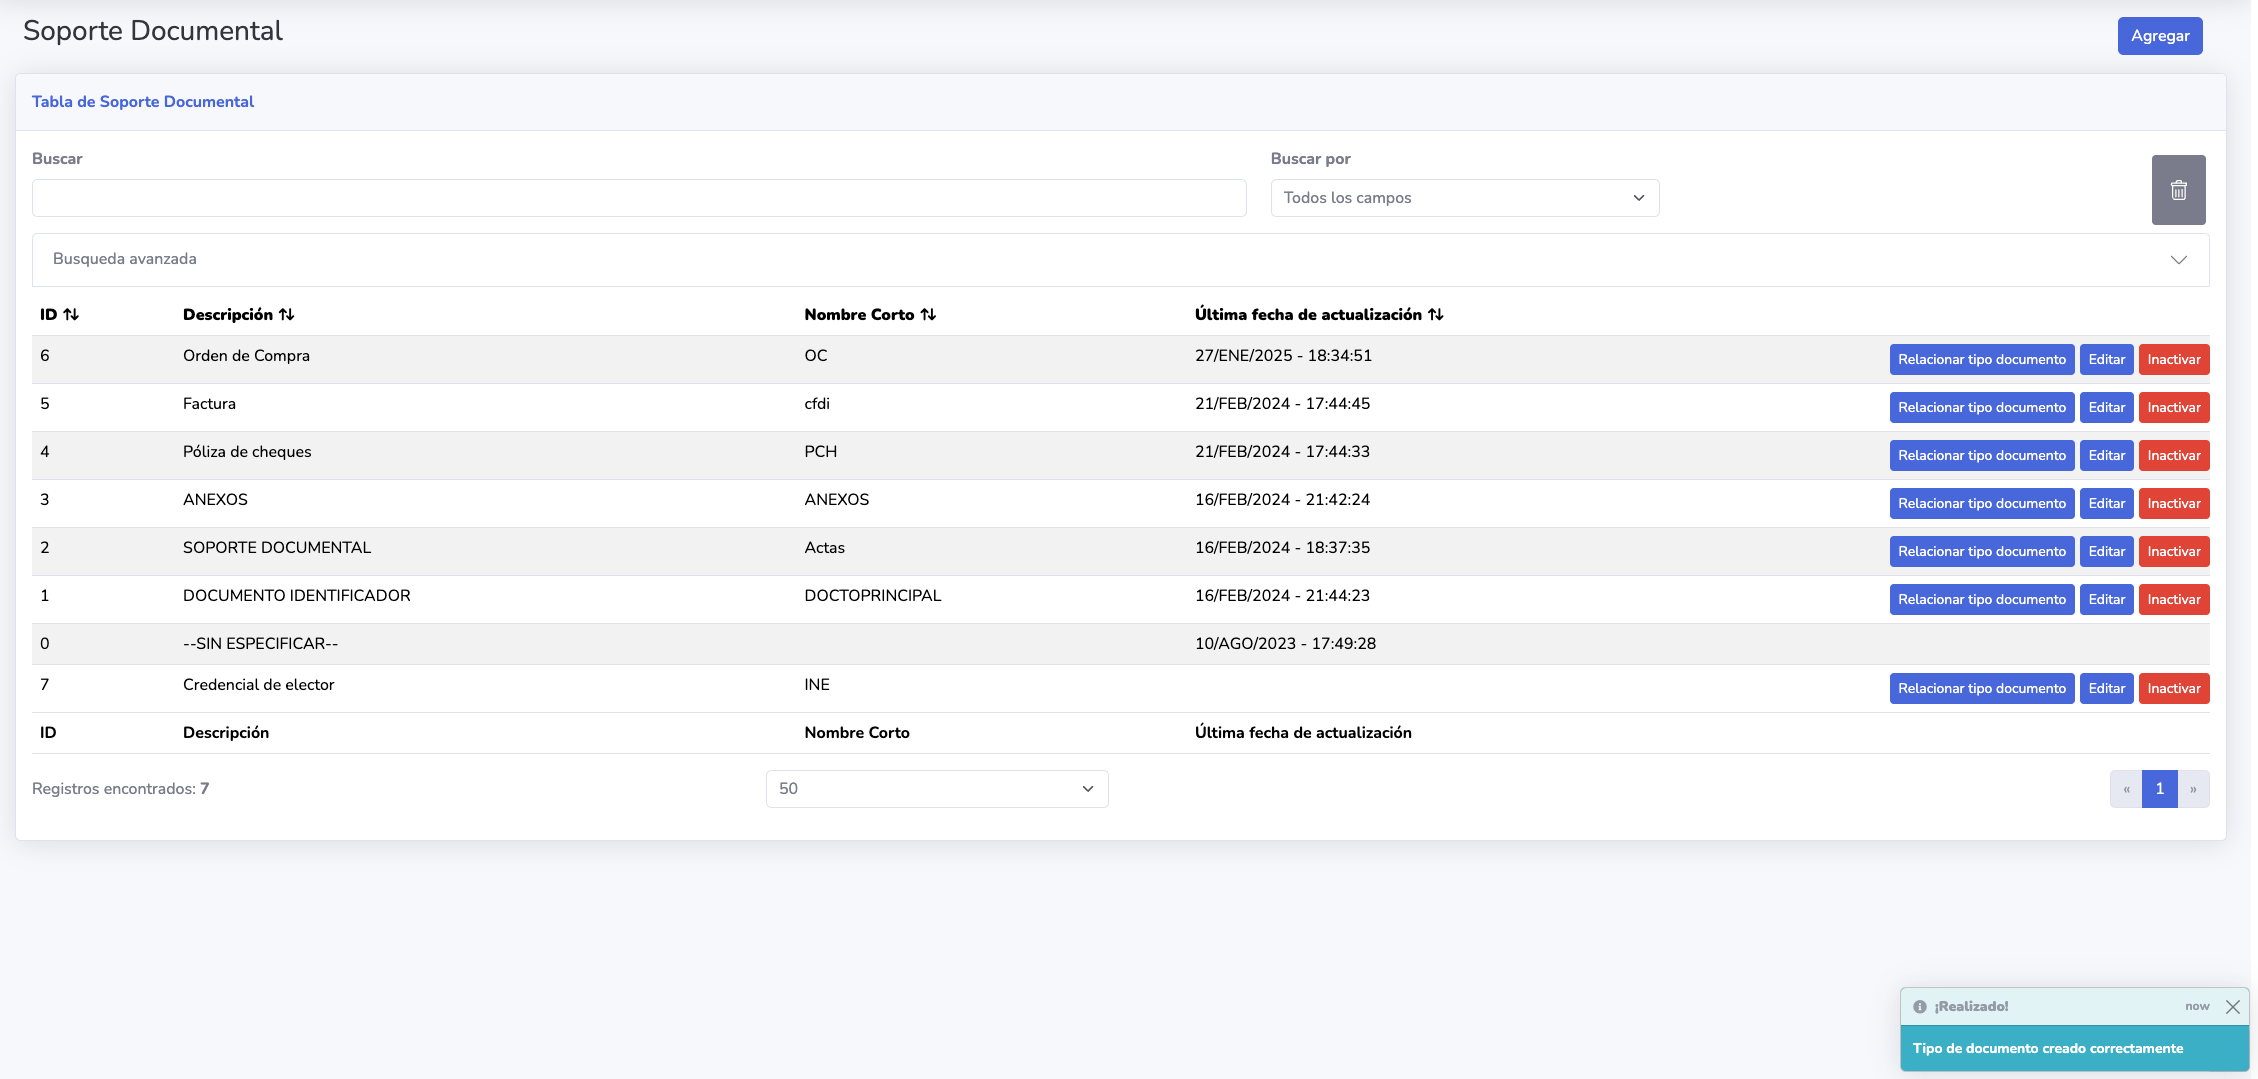 Soporte Documental
Agregar
Tabla de Soporte Documental
Buscar
Buscar por
Todos los campos
Busqueda avanzada
ID Descripción Nombre Corto Última fecha de actualización
6 Orden de Compra OC 27/ENE/2025 - 18:34:51 Relacionar tipo documento Editar Inactivar
5 Factura cfdi 21/FEB/2024 - 17:44:45 Relacionar tipo documento Editar Inactivar
4 Póliza de cheques PCH 21/FEB/2024 - 17:44:33 Relacionar tipo documento Editar Inactivar
3 ANEXOS ANEXOS 16/FEB/2024 - 21:42:24 Relacionar tipo documento Editar Inactivar
2 SOPORTE DOCUMENTAL Actas 16/FEB/2024 - 18:37:35 Relacionar tipo documento Editar Inactivar
1 DOCUMENTO IDENTIFICADOR DOCTOPRINCIPAL 16/FEB/2024 - 21:44:23 Relacionar tipo documento Editar Inactivar
0 --SIN ESPECIFICAR-- 10/AGO/2023 - 17:49:28
7 Credencial de elector INE Relacionar tipo documento Editar Inactivar
ID Descripción Nombre Corto Última fecha de actualización
Registros encontrados: 7 50 « 1 »
¡Realizado! now
Tipo de documento creado correctamente